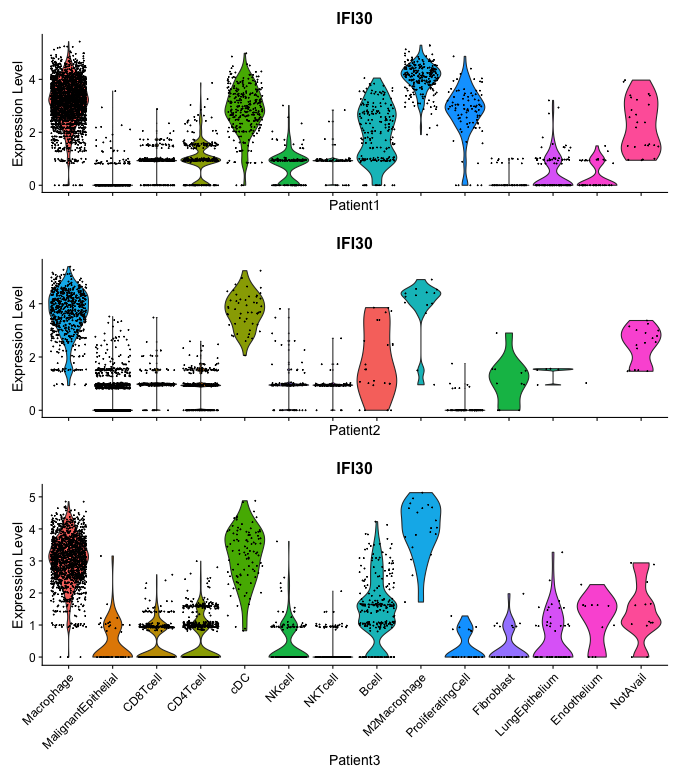 IFI30
Expression Level
4
2
0
Patient1
IFI30
Expression Level
4
2
0
Patient2
IFI30
Expression Level
5
4
3
2
1
0
Macrophage
MalignantEpithelial
CD8Tcell
CD4Tcell
cDC
NKcell
NKTcell
Bcell
M2Macrophage
ProliferatingCell
Fibroblast
LungEpithelium
Endothelium
NotAvail
Patient3